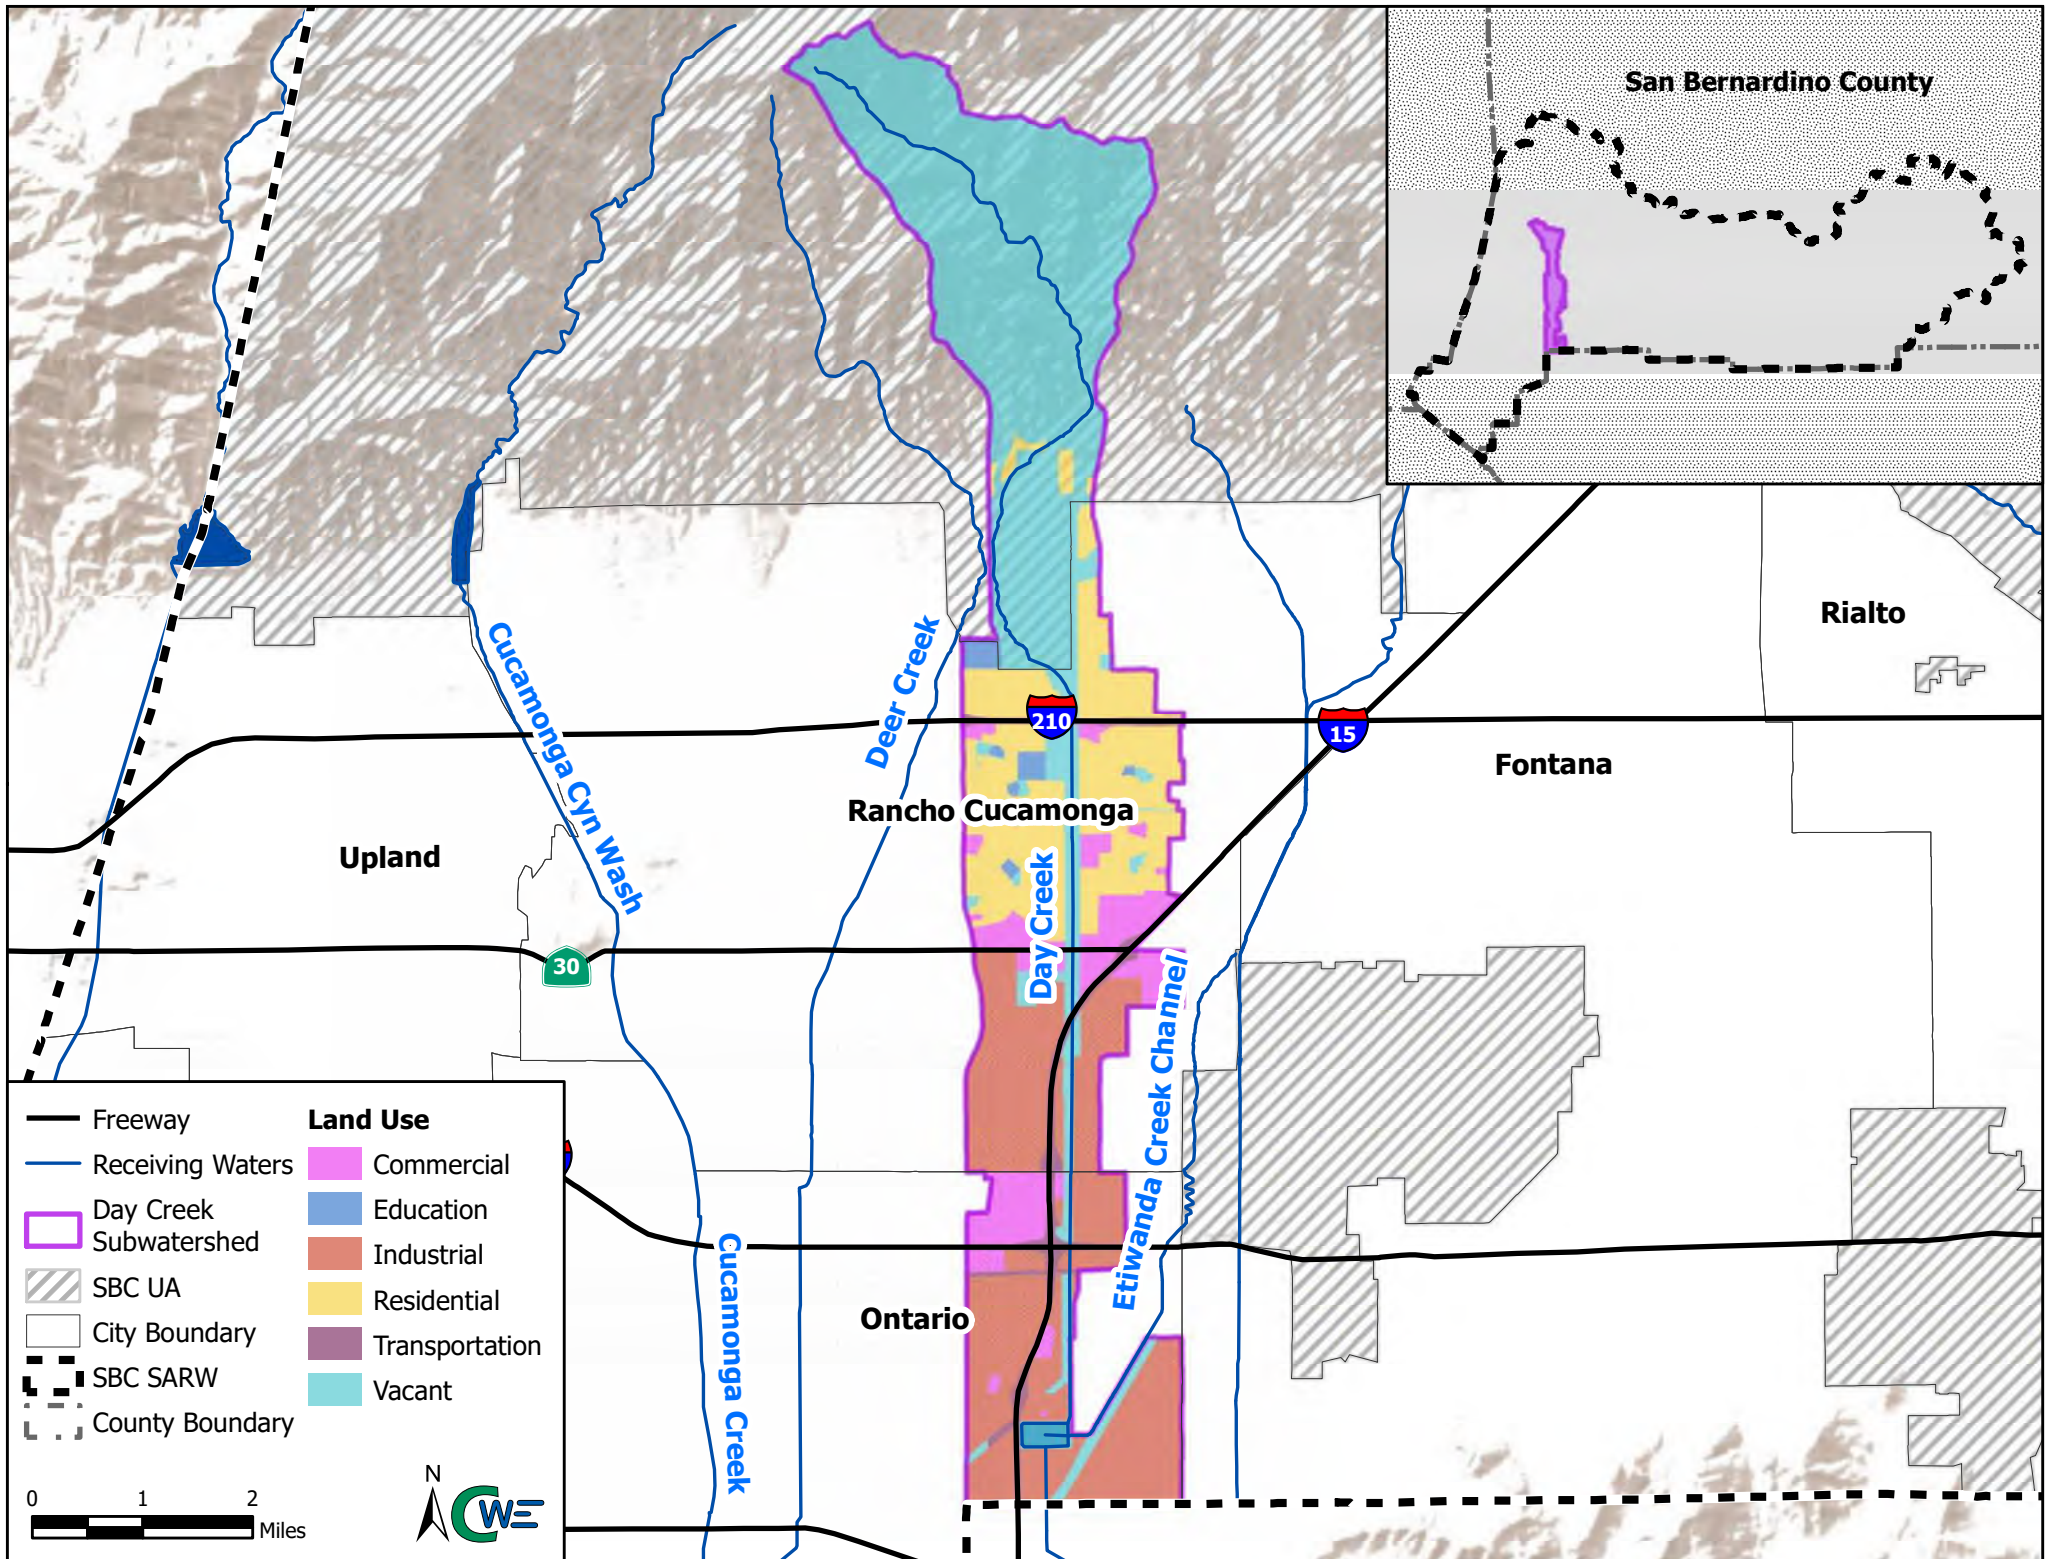 San Bernardino County
Rialto
Cucamonga Cyn Wash
Deer Creek
210
15
Fontana
Rancho Cucamonga
Upland
Day Creek
30
Etiwanda Creek Channel
Ontario
Cucamonga Creek
Freeway
Receiving Waters
Day Creek
Subwatershed
SBC UA
City Boundary
SBC SARW
County Boundary
Land Use
Commercial
Education
Industrial
Residential
Transportation
Vacant
0 1 2
Miles
N
CWE